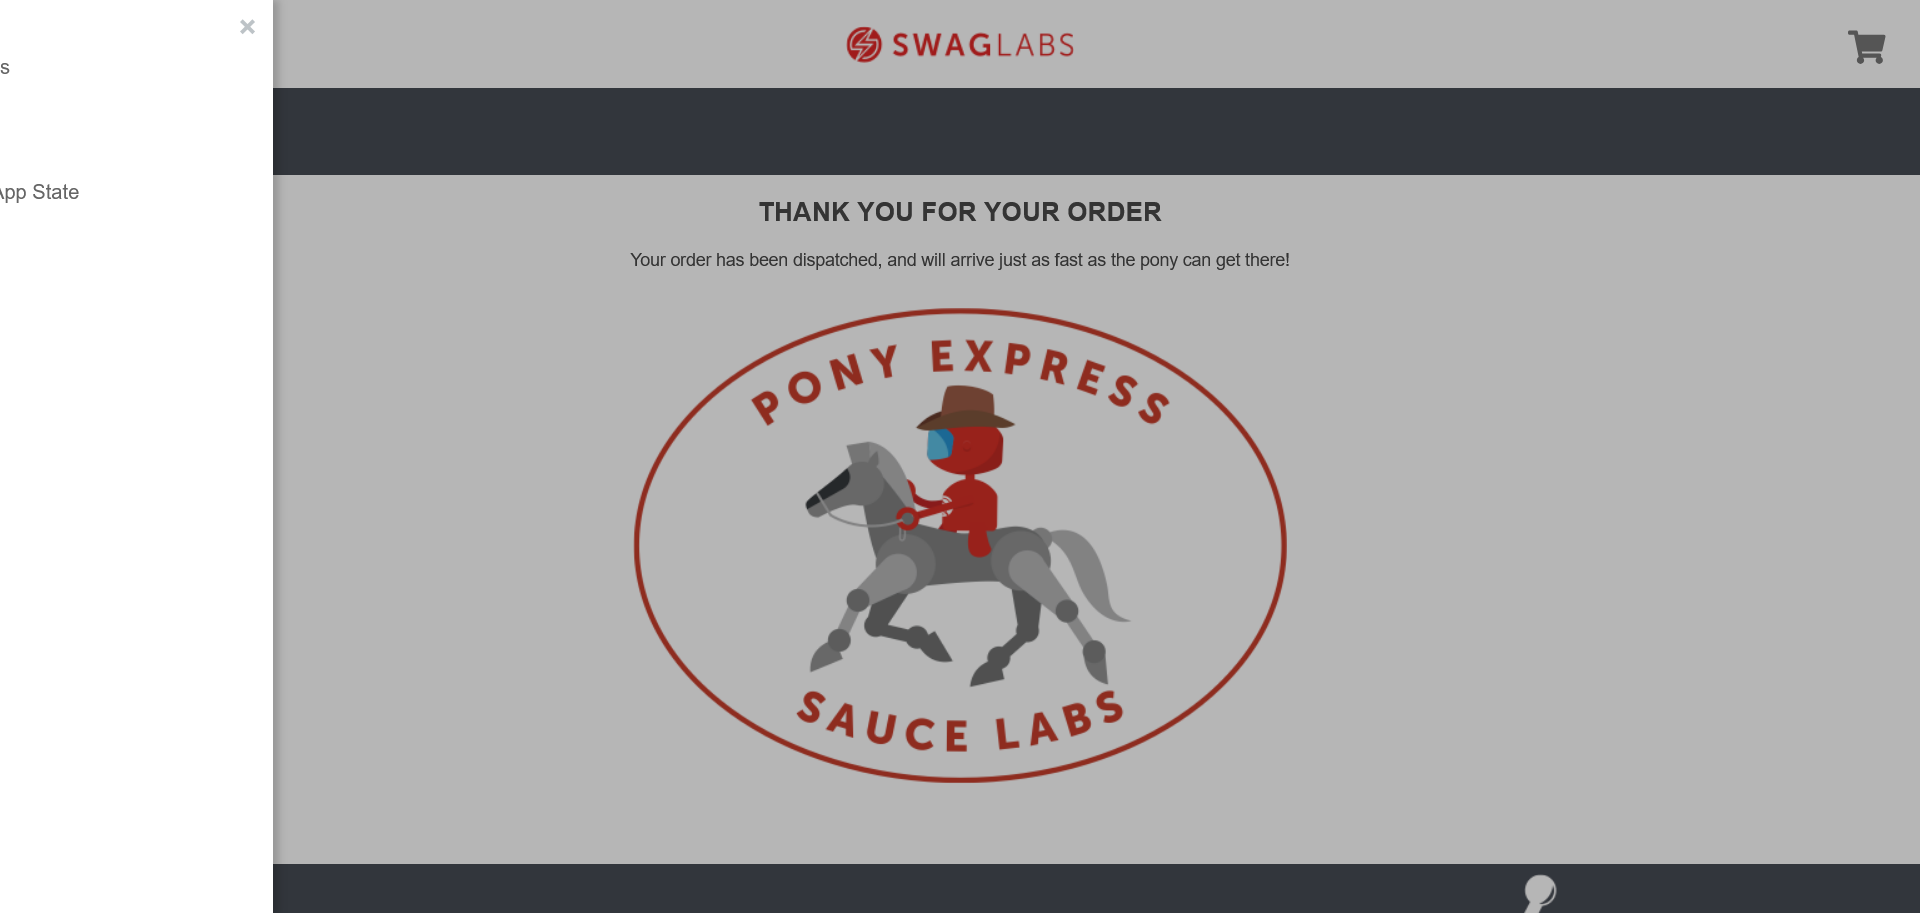 s
App State
SWAGLABS
THANK YOU FOR YOUR ORDER
Your order has been dispatched, and will arrive just as fast as the pony can get there!
PONY EXPRESS
SAUCE LABS